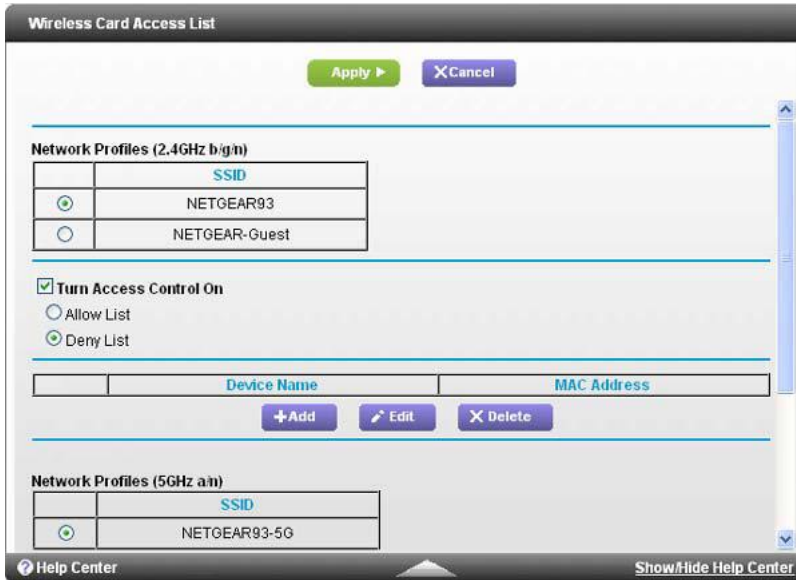 Wireless Card Access List
Apply
Cancel
Network Profiles (2.4GHz b/g/n)
SSID
NETGEAR93
NETGEAR-Guest
Turn Access Control On
Allow List
Deny List
Device Name MAC Address
Add Edit Delete
Network Profiles (5GHz a/n)
SSID
NETGEAR93-5G
Help Center Show/Hide Help Center